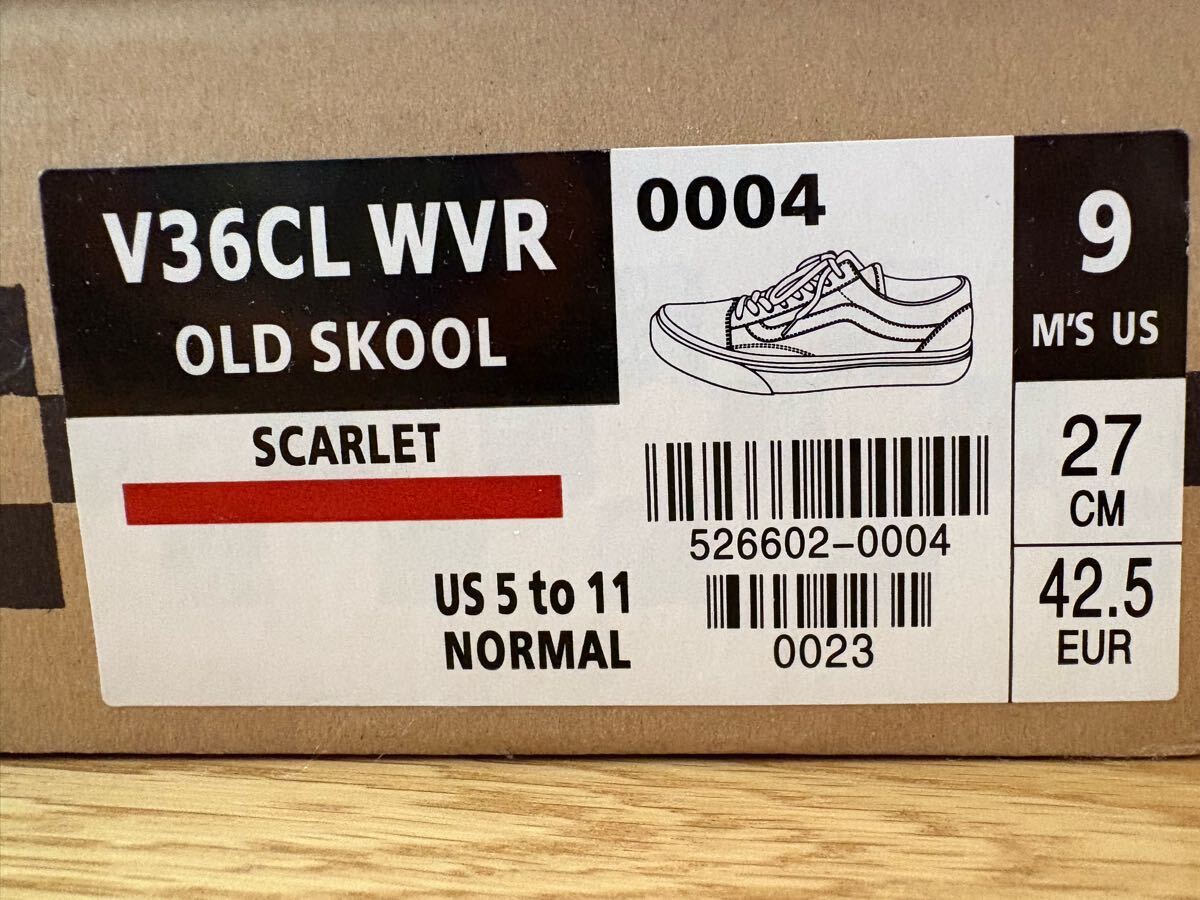 V36CL WVR
OLD SKOOL
SCARLET
US 5 to 11
NORMAL
0004
526602-0004
0023
9
M'S US
27
CM
42.5
EUR